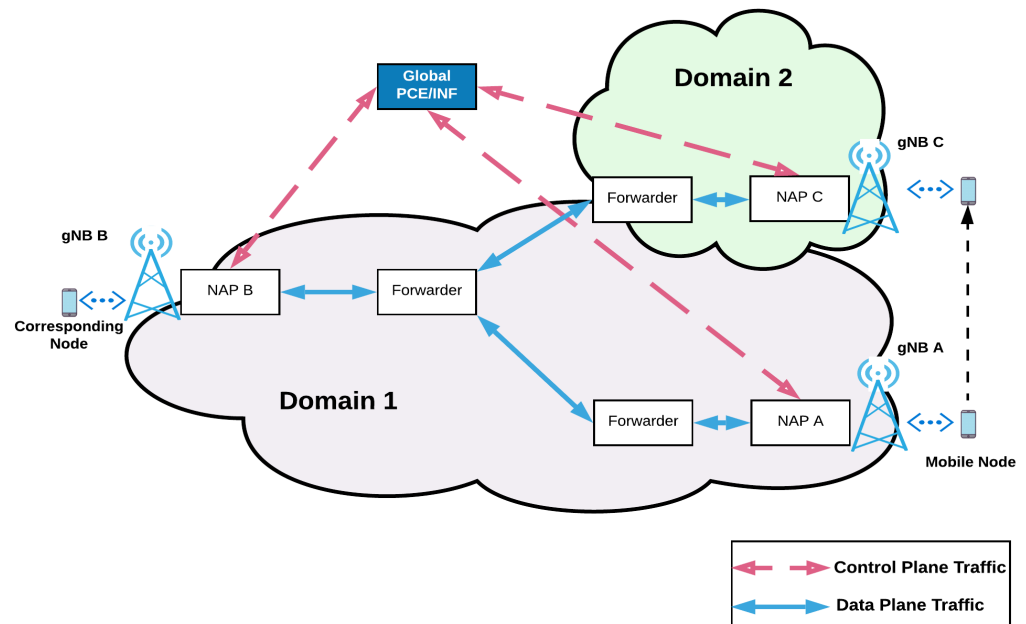 Global
PCE/INF
Domain 2
gNB C
Forwarder
NAP C
gNB B
NAP B
Forwarder
Corresponding
Node
gNB A
Domain 1
Forwarder
NAP A
Mobile Node
Control Plane Traffic
Data Plane Traffic